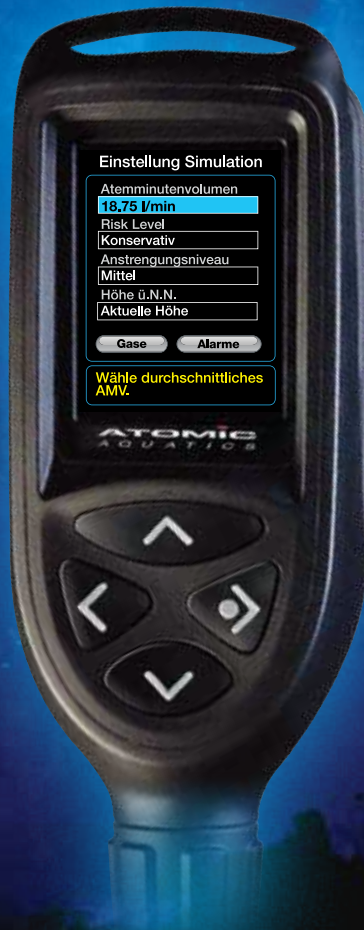 Einstellung Simulation
Atemminutenvolumen
18.75 l/min
Risk Level
Konservativ
Anstrengungsniveau
Mittel
Höhe ü.N.N.
Aktuelle Höhe
Gase Alarme
Wähle durchschnittliches
AMV.
ATOMIC
AQUATICS